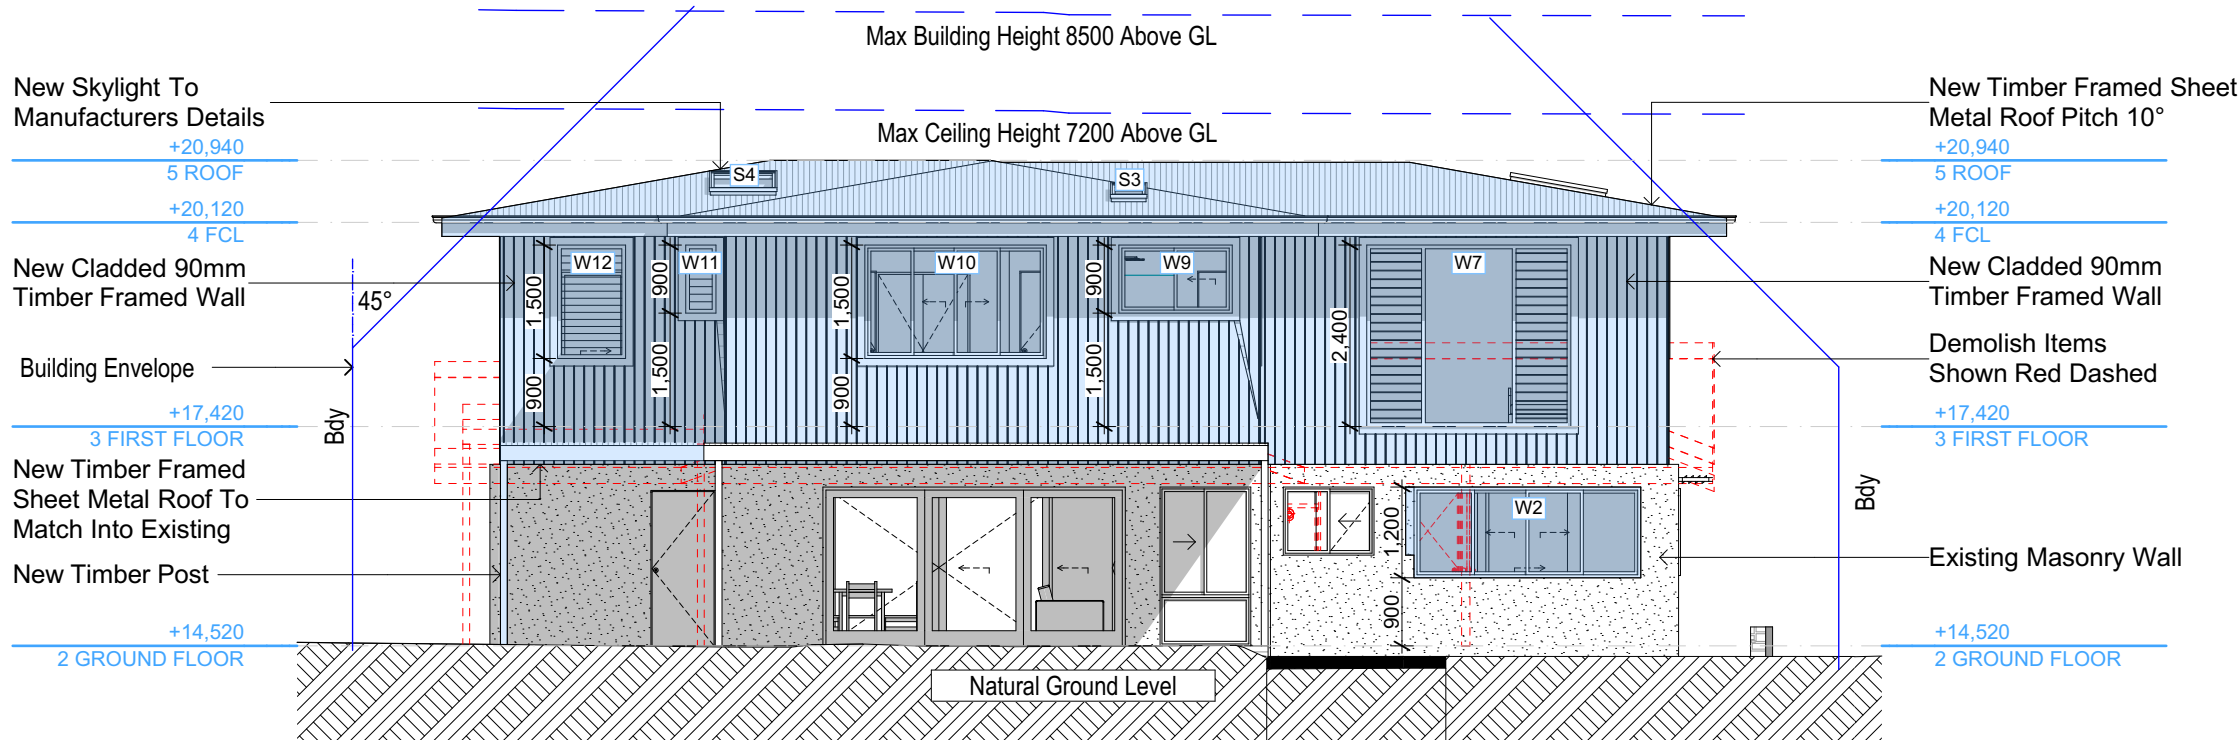 Max Building Height 8500 Above GL
Max Ceiling Height 7200 Above GL
New Skylight To
Manufacturers Details
+20,940
5 ROOF
+20,120
4 FCL
New Cladded 90mm
Timber Framed Wall
45°
Building Envelope
Bdy
+17,420
3 FIRST FLOOR
New Timber Framed
Sheet Metal Roof To
Match Into Existing
New Timber Post
+14,520
2 GROUND FLOOR
S4
S3
W12
W11
W10
W9
W7
1,500
900
900
1,500
1,500
900
900
1,500
2,400
W2
1,200
900
Natural Ground Level
New Timber Framed Sheet
Metal Roof Pitch 10°
+20,940
5 ROOF
+20,120
4 FCL
New Cladded 90mm
Timber Framed Wall
Demolish Items
Shown Red Dashed
+17,420
3 FIRST FLOOR
Bdy
Existing Masonry Wall
+14,520
2 GROUND FLOOR